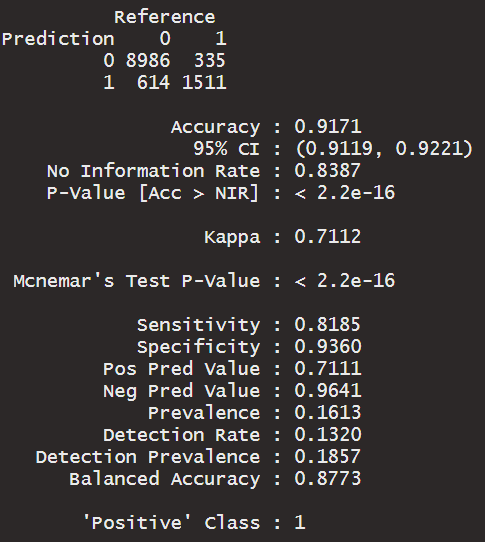 Reference
Prediction 0 1
0 8986 335
1 614 1511
Accuracy : 0.9171
95% CI : (0.9119, 0.9221)
No Information Rate : 0.8387
P-Value [Acc > NIR] : < 2.2e-16
Kappa : 0.7112
Mcnemar's Test P-Value : < 2.2e-16
Sensitivity : 0.8185
Specificity : 0.9360
Pos Pred Value : 0.7111
Neg Pred Value : 0.9641
Prevalence : 0.1613
Detection Rate : 0.1320
Detection Prevalence : 0.1857
Balanced Accuracy : 0.8773
'Positive' Class : 1